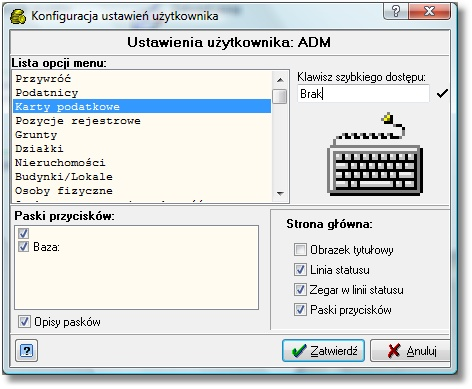 Konfiguracja ustawień użytkownika
Ustawienia użytkownika: ADM
Lista opcji menu:
Przywróć
Podatnicy
Karty podatkowe
Pozycje rejestrowe
Grunty
Działki
Nieruchomości
Budynki/Lokale
Osoby fizyczne
Klawisz szybkiego dostępu:
Brak
Paski przycisków:
Baza:
Opisy pasków
Strona główna:
Obrazek tytułowy
Linia statusu
Zegar w linii statusu
Paski przycisków
?
Zatwierdź
Anuluj